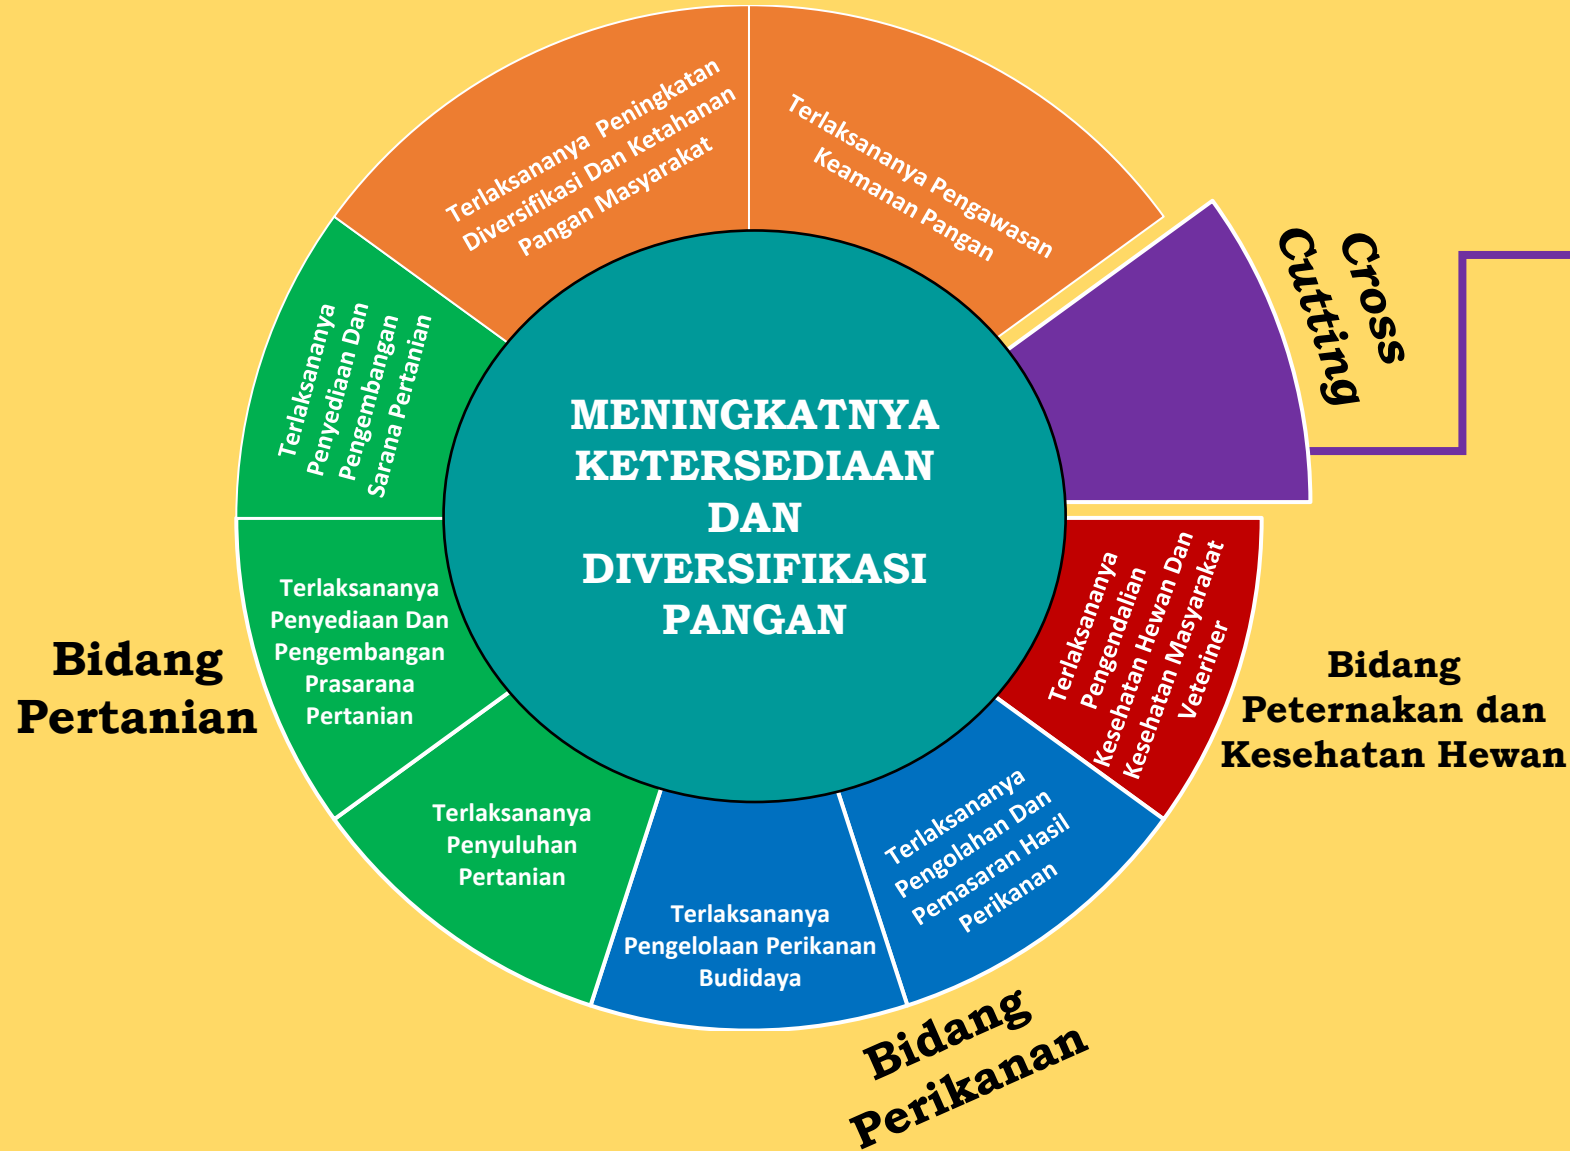 Terlaksananya Peningkatan
Diversifikasi Dan Ketahanan
Pangan Masyarakat
Terlaksananya Pengawasan
Keamanan Pangan
Cross
Cutting
Terlaksananya
Penyediaan Dan
Pengembangan
Sarana Pertanian
MENINGKATNYA
KETERSEDIAAN
DAN
DIVERSIFIKASI
PANGAN
Terlaksananya
Pengendalian
Kesehatan Hewan Dan
Kesehatan Masyarakat
Veteriner
Bidang
Peternakan dan
Kesehatan Hewan
Terlaksananya
Penyediaan Dan
Pengembangan
Prasarana
Pertanian
Bidang
Pertanian
Terlaksananya
Penyuluhan
Pertanian
Terlaksananya
Pengelolaan Perikanan
Budidaya
Terlaksananya
Pengolahan Dan
Pemasaran Hasil
Perikanan
Bidang
Perikanan